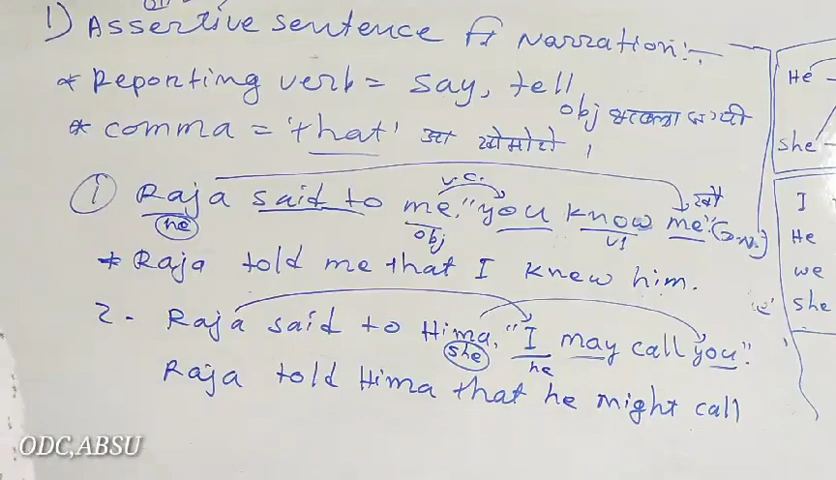 1) Assertive sentence नि Narration:-
* Reporting verb = say, tell
obj
* comma = 'that'
① Raja said to me, "you know me".
he obj v.c. v1
* Raja told me that I knew him.
2- Raja said to Hima, "I may call you".
she he
Raja told Hima that he might call
He
she
I
He
we
She
ODC,ABSU